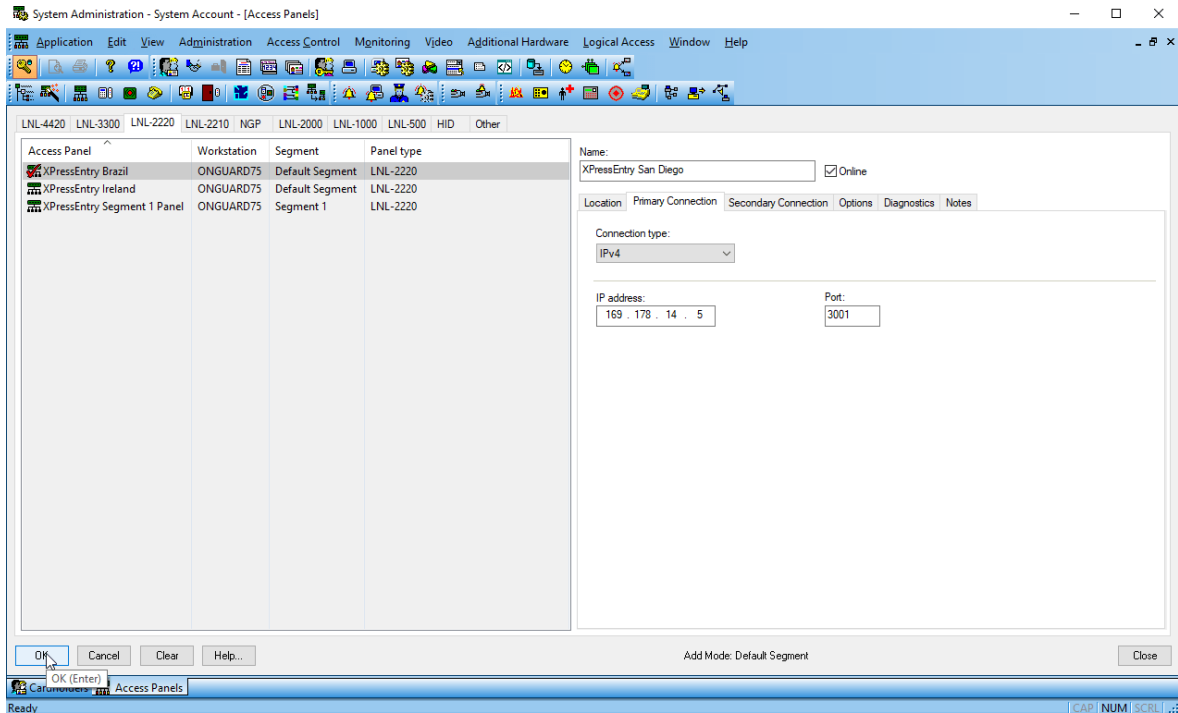 System Administration - System Account - [Access Panels]
Application Edit View Administration Access Control Monitoring Video Additional Hardware Logical Access Window Help
LNL-4420 LNL-3300 LNL-2220 LNL-2210 NGP LNL-2000 LNL-1000 LNL-500 HID Other
Access Panel Workstation Segment Panel type
XPressEntry Brazil ONGUARD75 Default Segment LNL-2220
XPressEntry Ireland ONGUARD75 Default Segment LNL-2220
XPressEntry Segment 1 Panel ONGUARD75 Segment 1 LNL-2220
Name:
XPressEntry San Diego Online
Location Primary Connection Secondary Connection Options Diagnostics Notes
Connection type:
IPv4
IP address: Port:
169 . 178 . 14 . 5 3001
OK Cancel Clear Help... Add Mode: Default Segment Close
OK (Enter)
Cardholders Access Panels
Ready CAP NUM SCRL